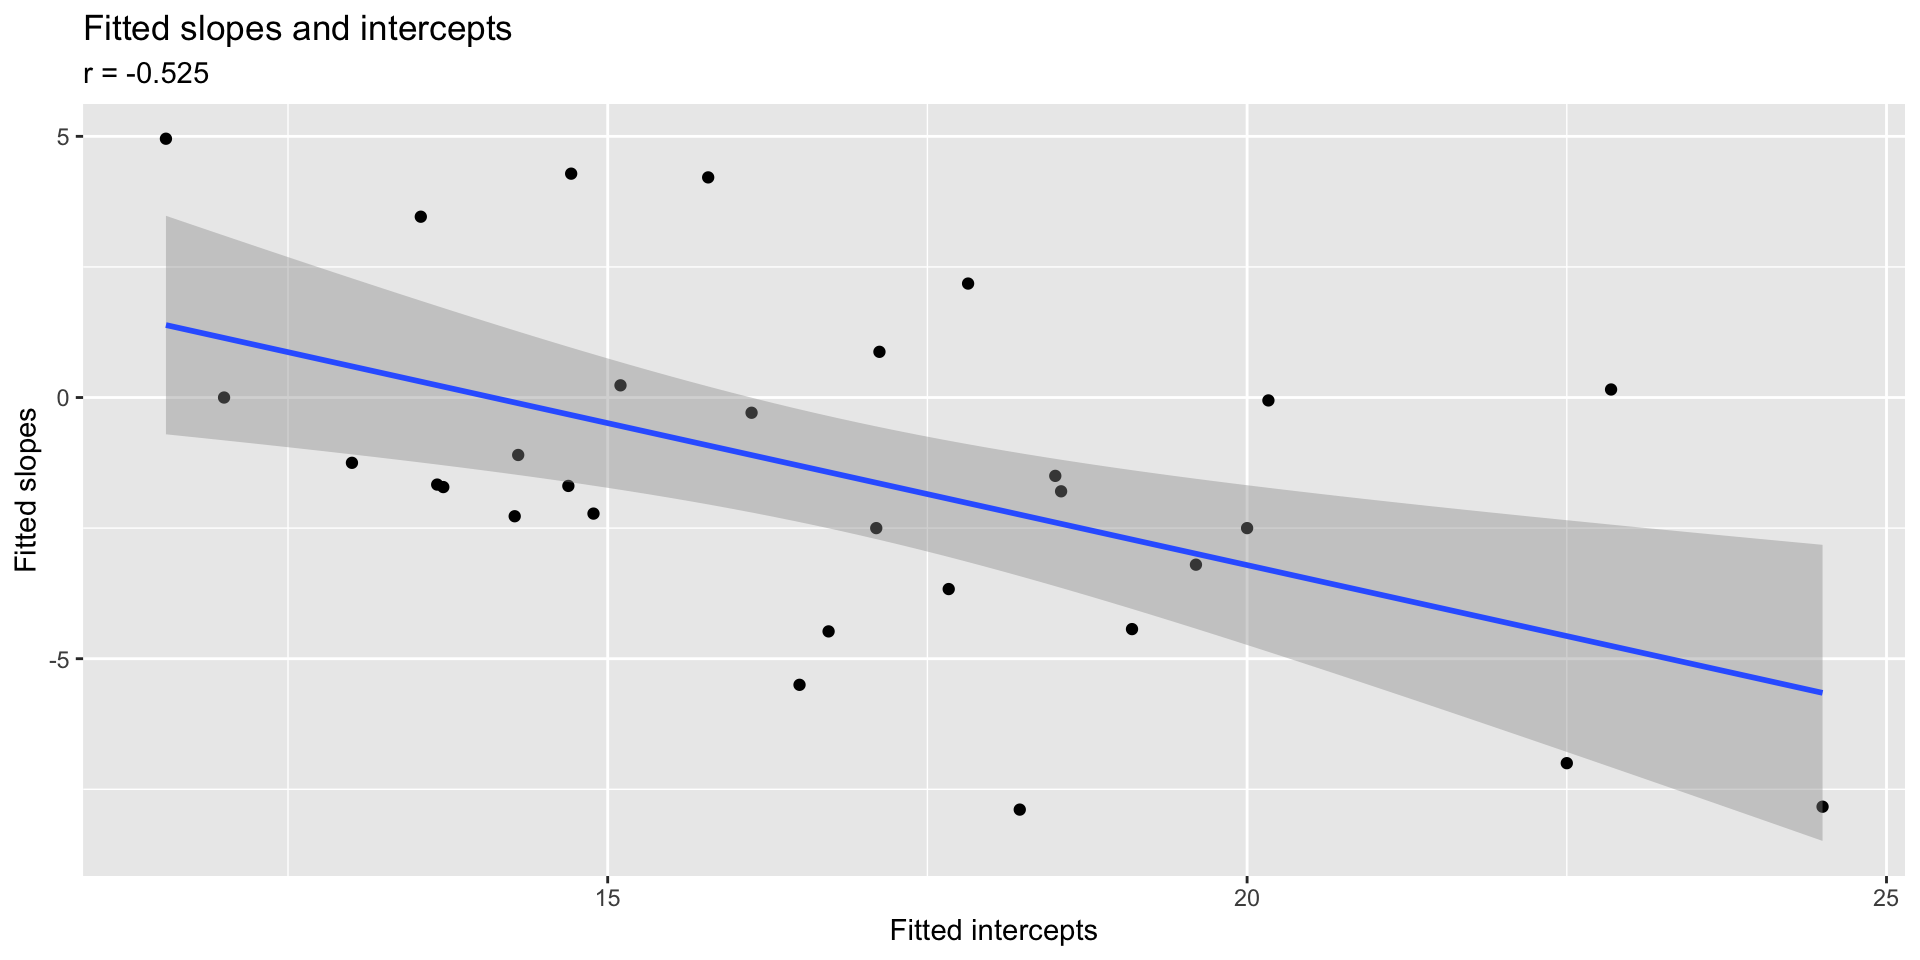 Fitted slopes and intercepts
r = -0.525
5
0
-5
Fitted slopes
15
20
25
Fitted intercepts